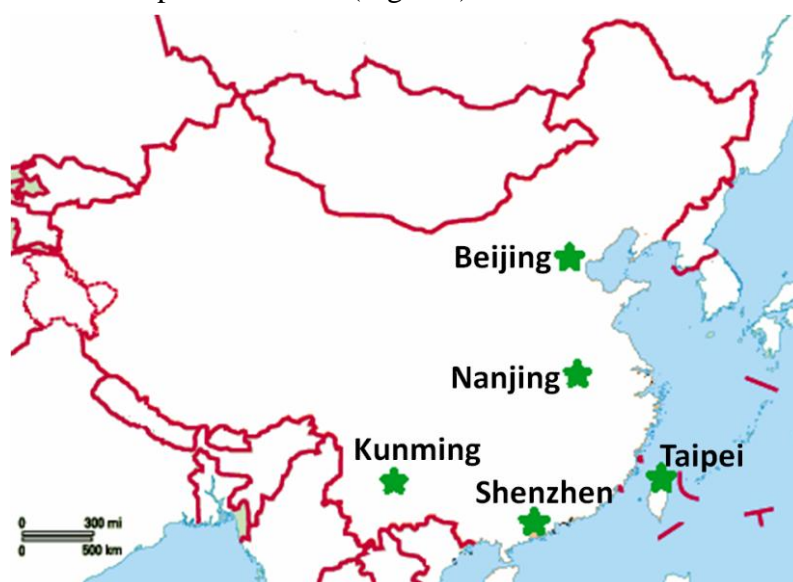 Beijing
Nanjing
Kunming
Taipei
Shenzhen
0 300 mi
0 500 km